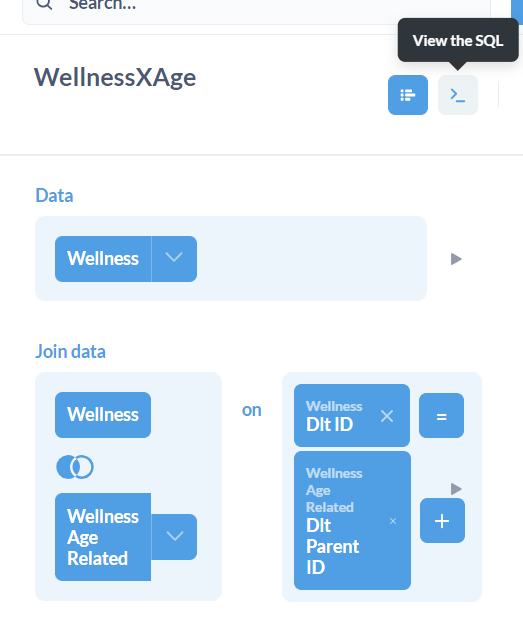 Search...
View the SQL
WellnessXAge
Data
Wellness
Join data
Wellness
on
Wellness
Dlt ID
=
Wellness
Age
Related
Wellness
Age
Related
Dlt
Parent
ID
+